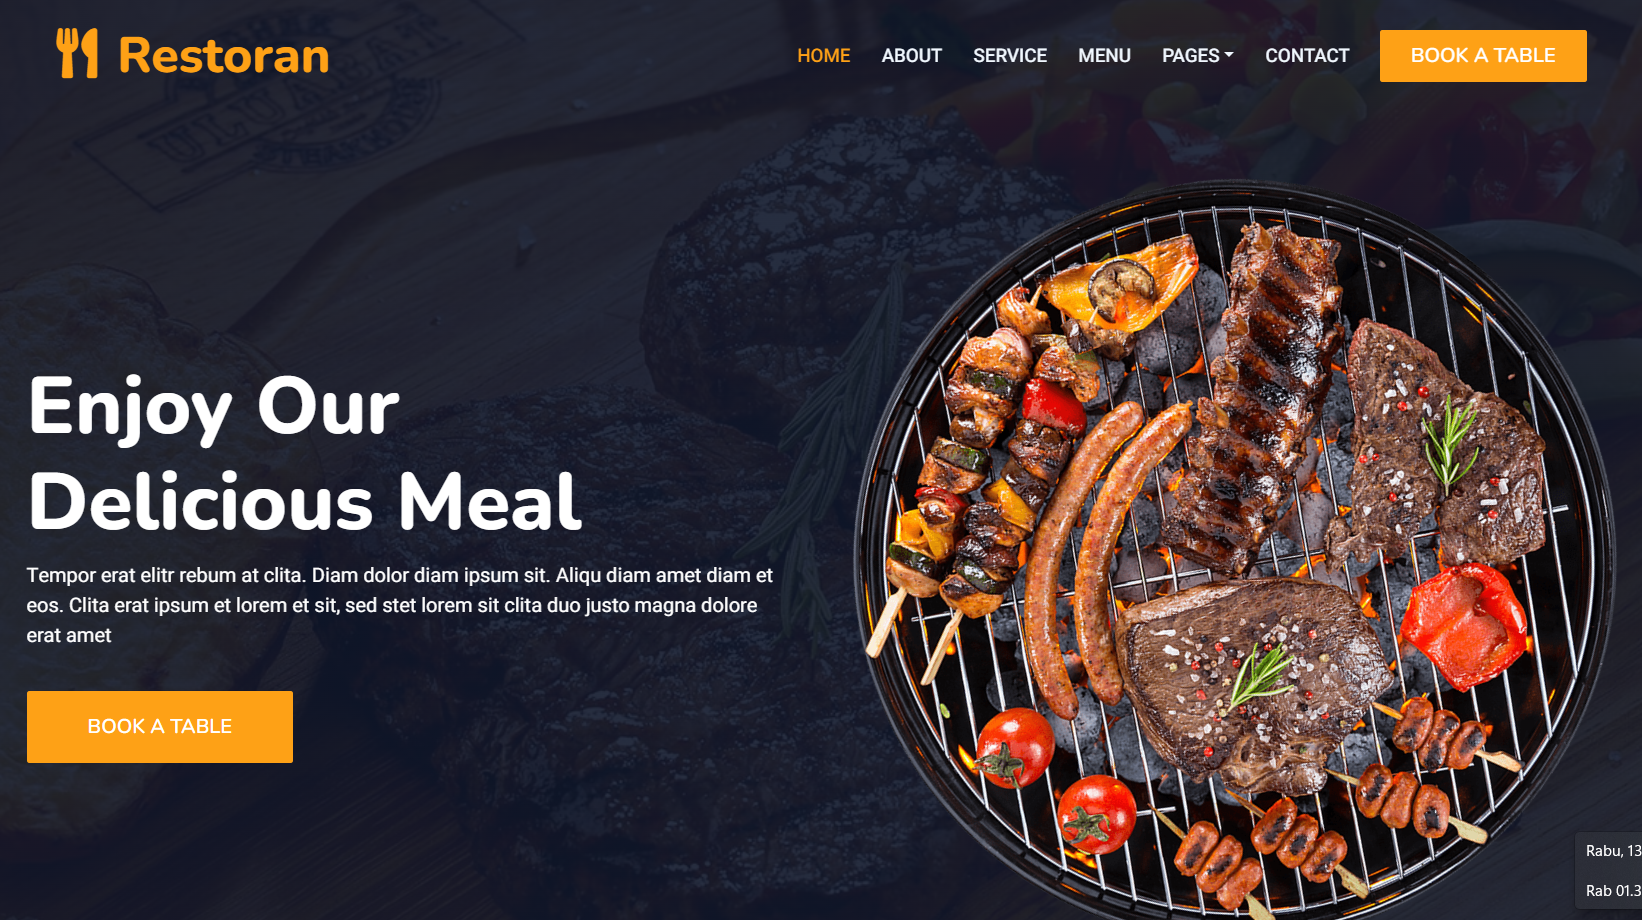 Restoran
HOME ABOUT SERVICE MENU PAGES CONTACT BOOK A TABLE
Enjoy Our
Delicious Meal
Tempor erat elitr rebum at clita. Diam dolor diam ipsum sit. Aliqu diam amet diam et
eos. Clita erat ipsum et lorem et sit, sed stet lorem sit clita duo justo magna dolore
erat amet
BOOK A TABLE
Rabu, 13
Rab 01.3